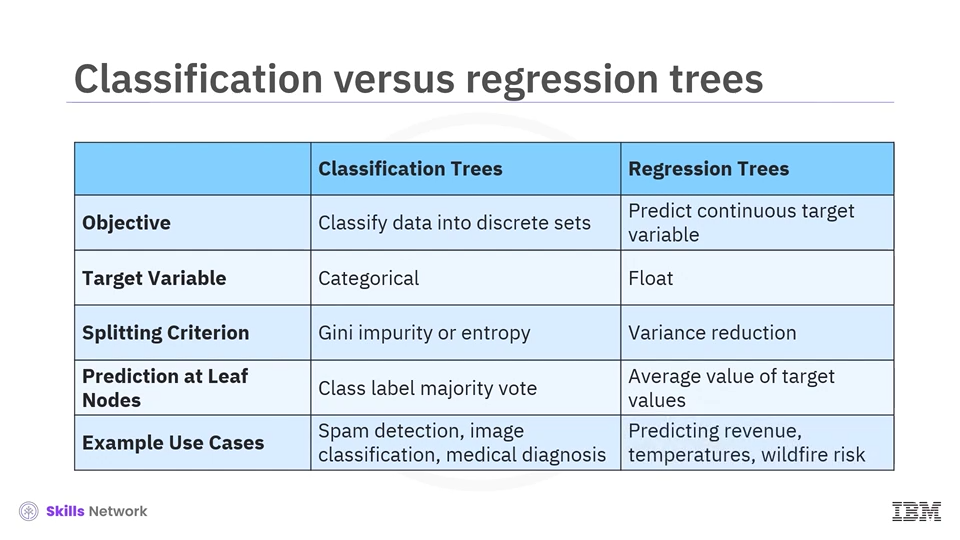 Classification versus regression trees
Classification Trees
Regression Trees
Objective
Classify data into discrete sets
Predict continuous target
variable
Target Variable
Categorical
Float
Splitting Criterion
Gini impurity or entropy
Variance reduction
Prediction at Leaf
Nodes
Class label majority vote
Average value of target
values
Example Use Cases
Spam detection, image
classification, medical diagnosis
Predicting revenue,
temperatures, wildfire risk
Skills Network
IBM